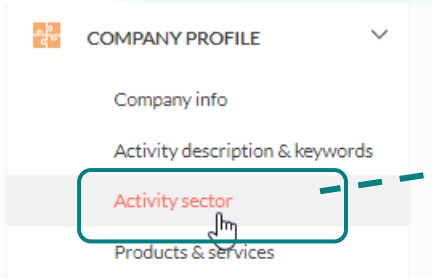 COMPANY PROFILE
Company info
Activity description & keywords
Activity sector
Products & services